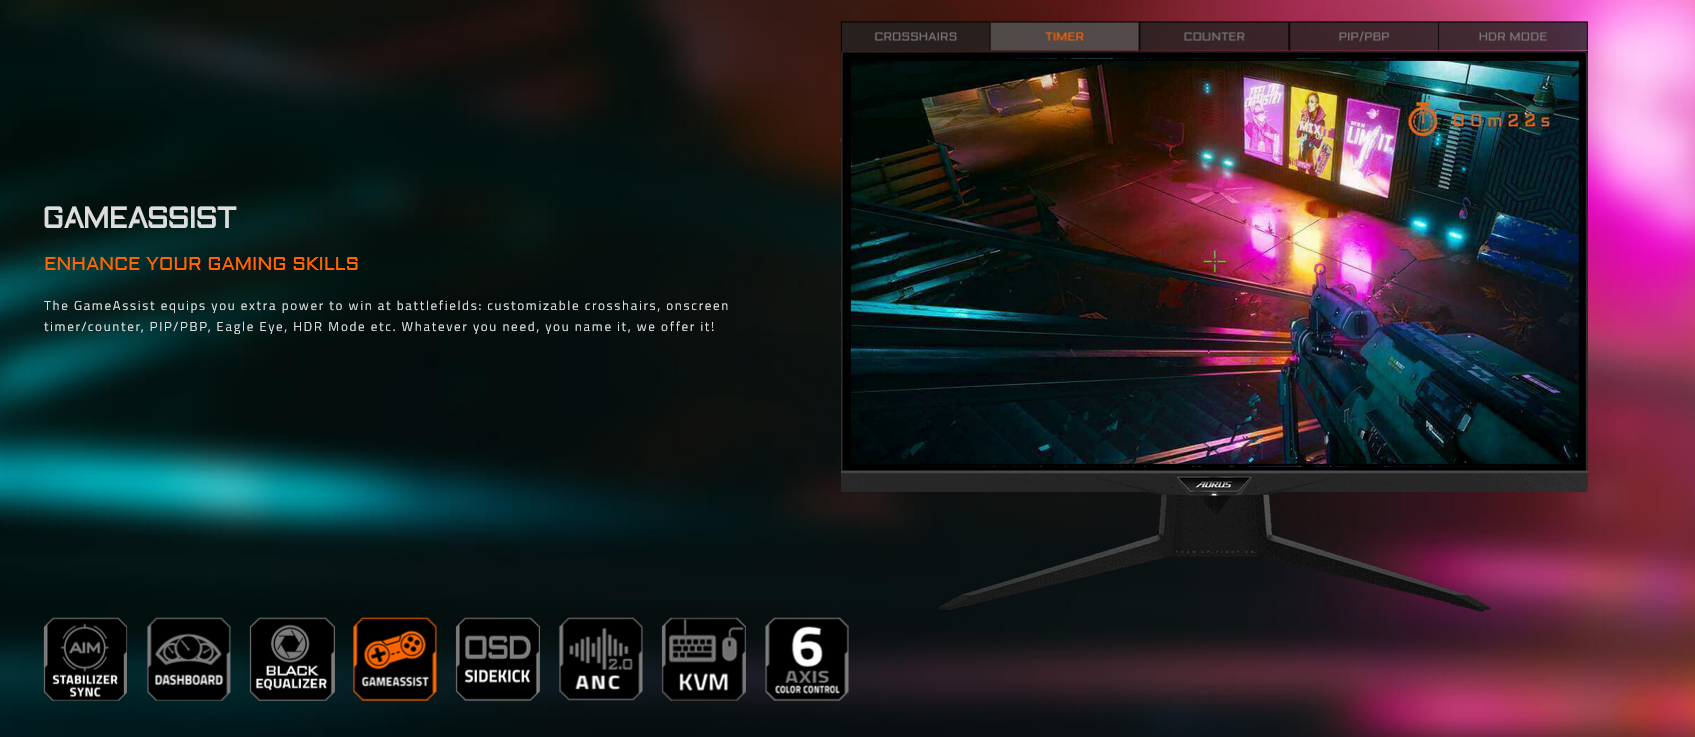 CROSSHAIRS
TIMER
COUNTER
PIP/PBP
HDR MODE
00m22s
MIX
LIMIT
GAMEASSIST
ENHANCE YOUR GAMING SKILLS
The GameAssist equips you extra power to win at battlefields: customizable crosshairs, onscreen
timer/counter, PIP/PBP, Eagle Eye, HDR Mode etc. Whatever you need, you name it, we offer it!
AORUS
AIM
STABILIZER
SYNC
DASHBOARD
BLACK
EQUALIZER
GAMEASSIST
OSD
SIDEKICK
2.0
ANC
KVM
6
AXIS
COLOR CONTROL